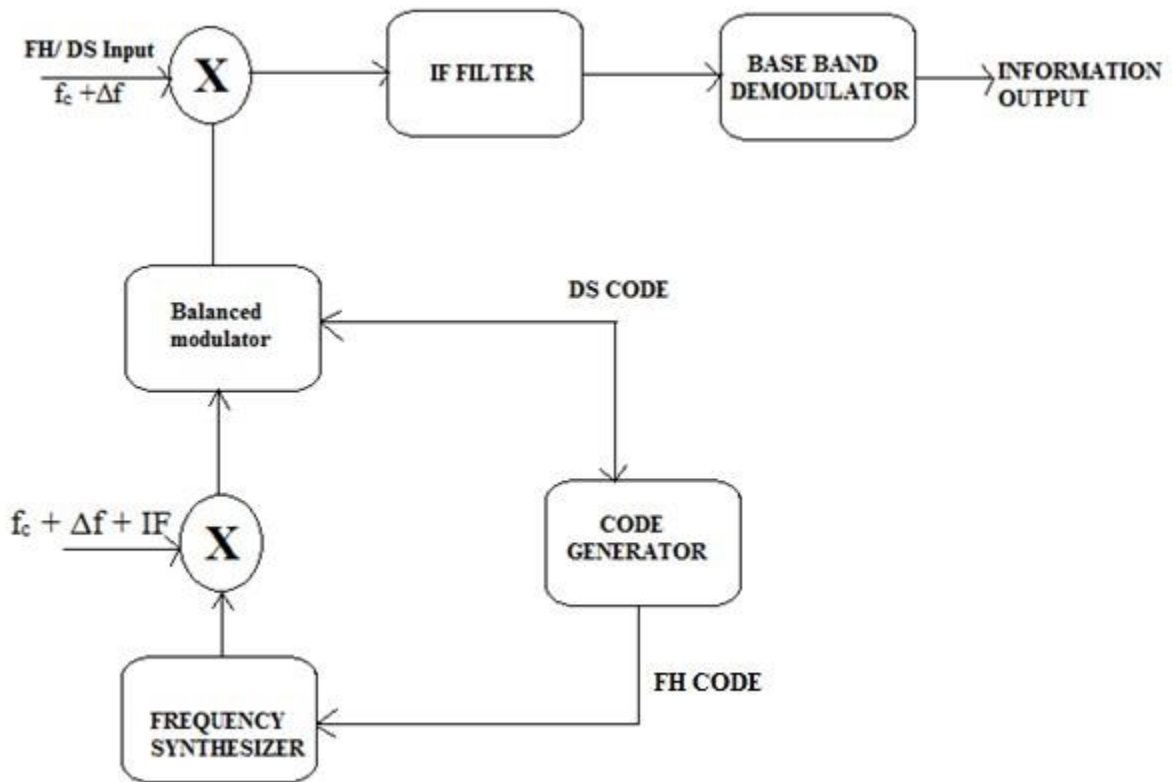 FH/ DS Input
fc +Δf
X
IF FILTER
BASE BAND
DEMODULATOR
INFORMATION
OUTPUT
Balanced
modulator
DS CODE
fc + Δf + IF
X
CODE
GENERATOR
FH CODE
FREQUENCY
SYNTHESIZER